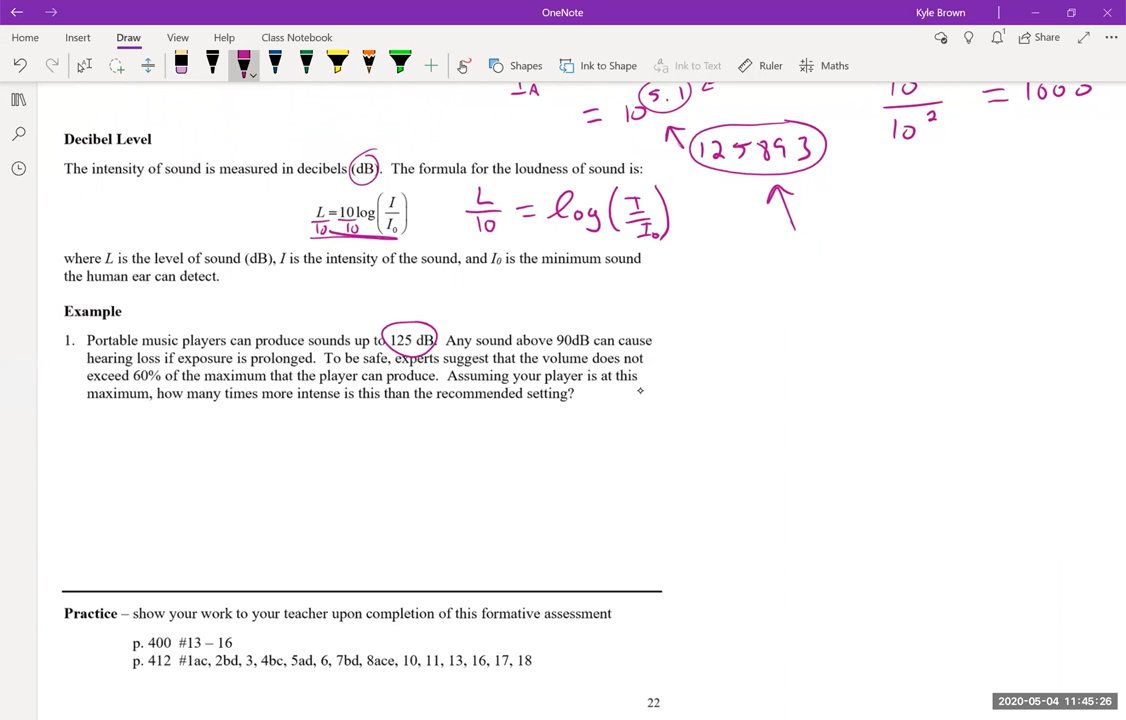 OneNote
Kyle Brown
Home Insert Draw View Help Class Notebook
Share
Shapes Ink to Shape Ink to Text Ruler Maths
= 10^5.1
125893
10
10^2
= 1000
Decibel Level
The intensity of sound is measured in decibels (dB). The formula for the loudness of sound is:
L = 10 log (I / I₀)
10 10
L/10 = log (I / I₀)
where L is the level of sound (dB), I is the intensity of the sound, and I₀ is the minimum sound
the human ear can detect.
Example
1. Portable music players can produce sounds up to 125 dB. Any sound above 90dB can cause
hearing loss if exposure is prolonged. To be safe, experts suggest that the volume does not
exceed 60% of the maximum that the player can produce. Assuming your player is at this
maximum, how many times more intense is this than the recommended setting?
Practice – show your work to your teacher upon completion of this formative assessment
p. 400 #13 – 16
p. 412 #1ac, 2bd, 3, 4bc, 5ad, 6, 7bd, 8ace, 10, 11, 13, 16, 17, 18
22
2020-05-04 11:45:26